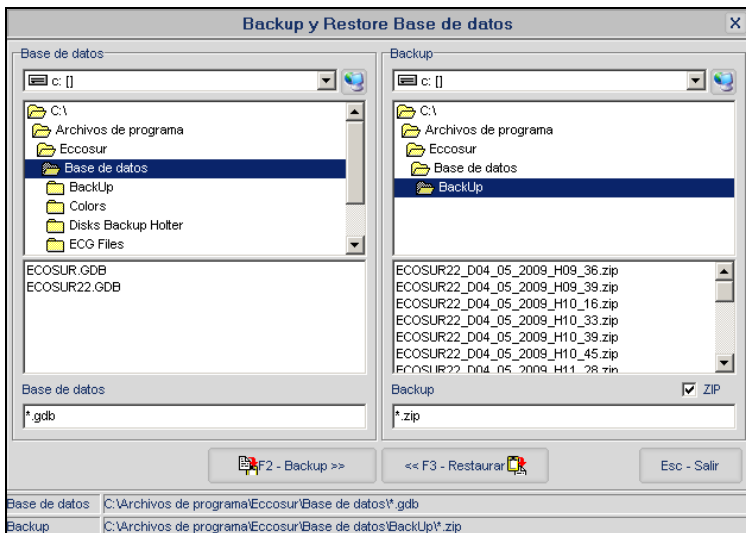 Backup y Restore Base de datos
Base de datos
c: []
C:\
Archivos de programa
Eccosur
Base de datos
BackUp
Colors
Disks Backup Holter
ECG Files
ECOSUR.GDB
ECOSUR22.GDB
Base de datos
*.gdb
Backup
c: []
C:\
Archivos de programa
Eccosur
Base de datos
BackUp
ECOSUR22_D04_05_2009_H09_36.zip
ECOSUR22_D04_05_2009_H09_39.zip
ECOSUR22_D04_05_2009_H10_16.zip
ECOSUR22_D04_05_2009_H10_33.zip
ECOSUR22_D04_05_2009_H10_39.zip
ECOSUR22_D04_05_2009_H10_45.zip
ECOSUR22_D04_05_2009_H11_28.zip
Backup
ZIP
*.zip
F2 - Backup >>
<< F3 - Restaurar
Esc - Salir
Base de datos C:\Archivos de programa\Eccosur\Base de datos\*.gdb
Backup C:\Archivos de programa\Eccosur\Base de datos\BackUp\*.zip